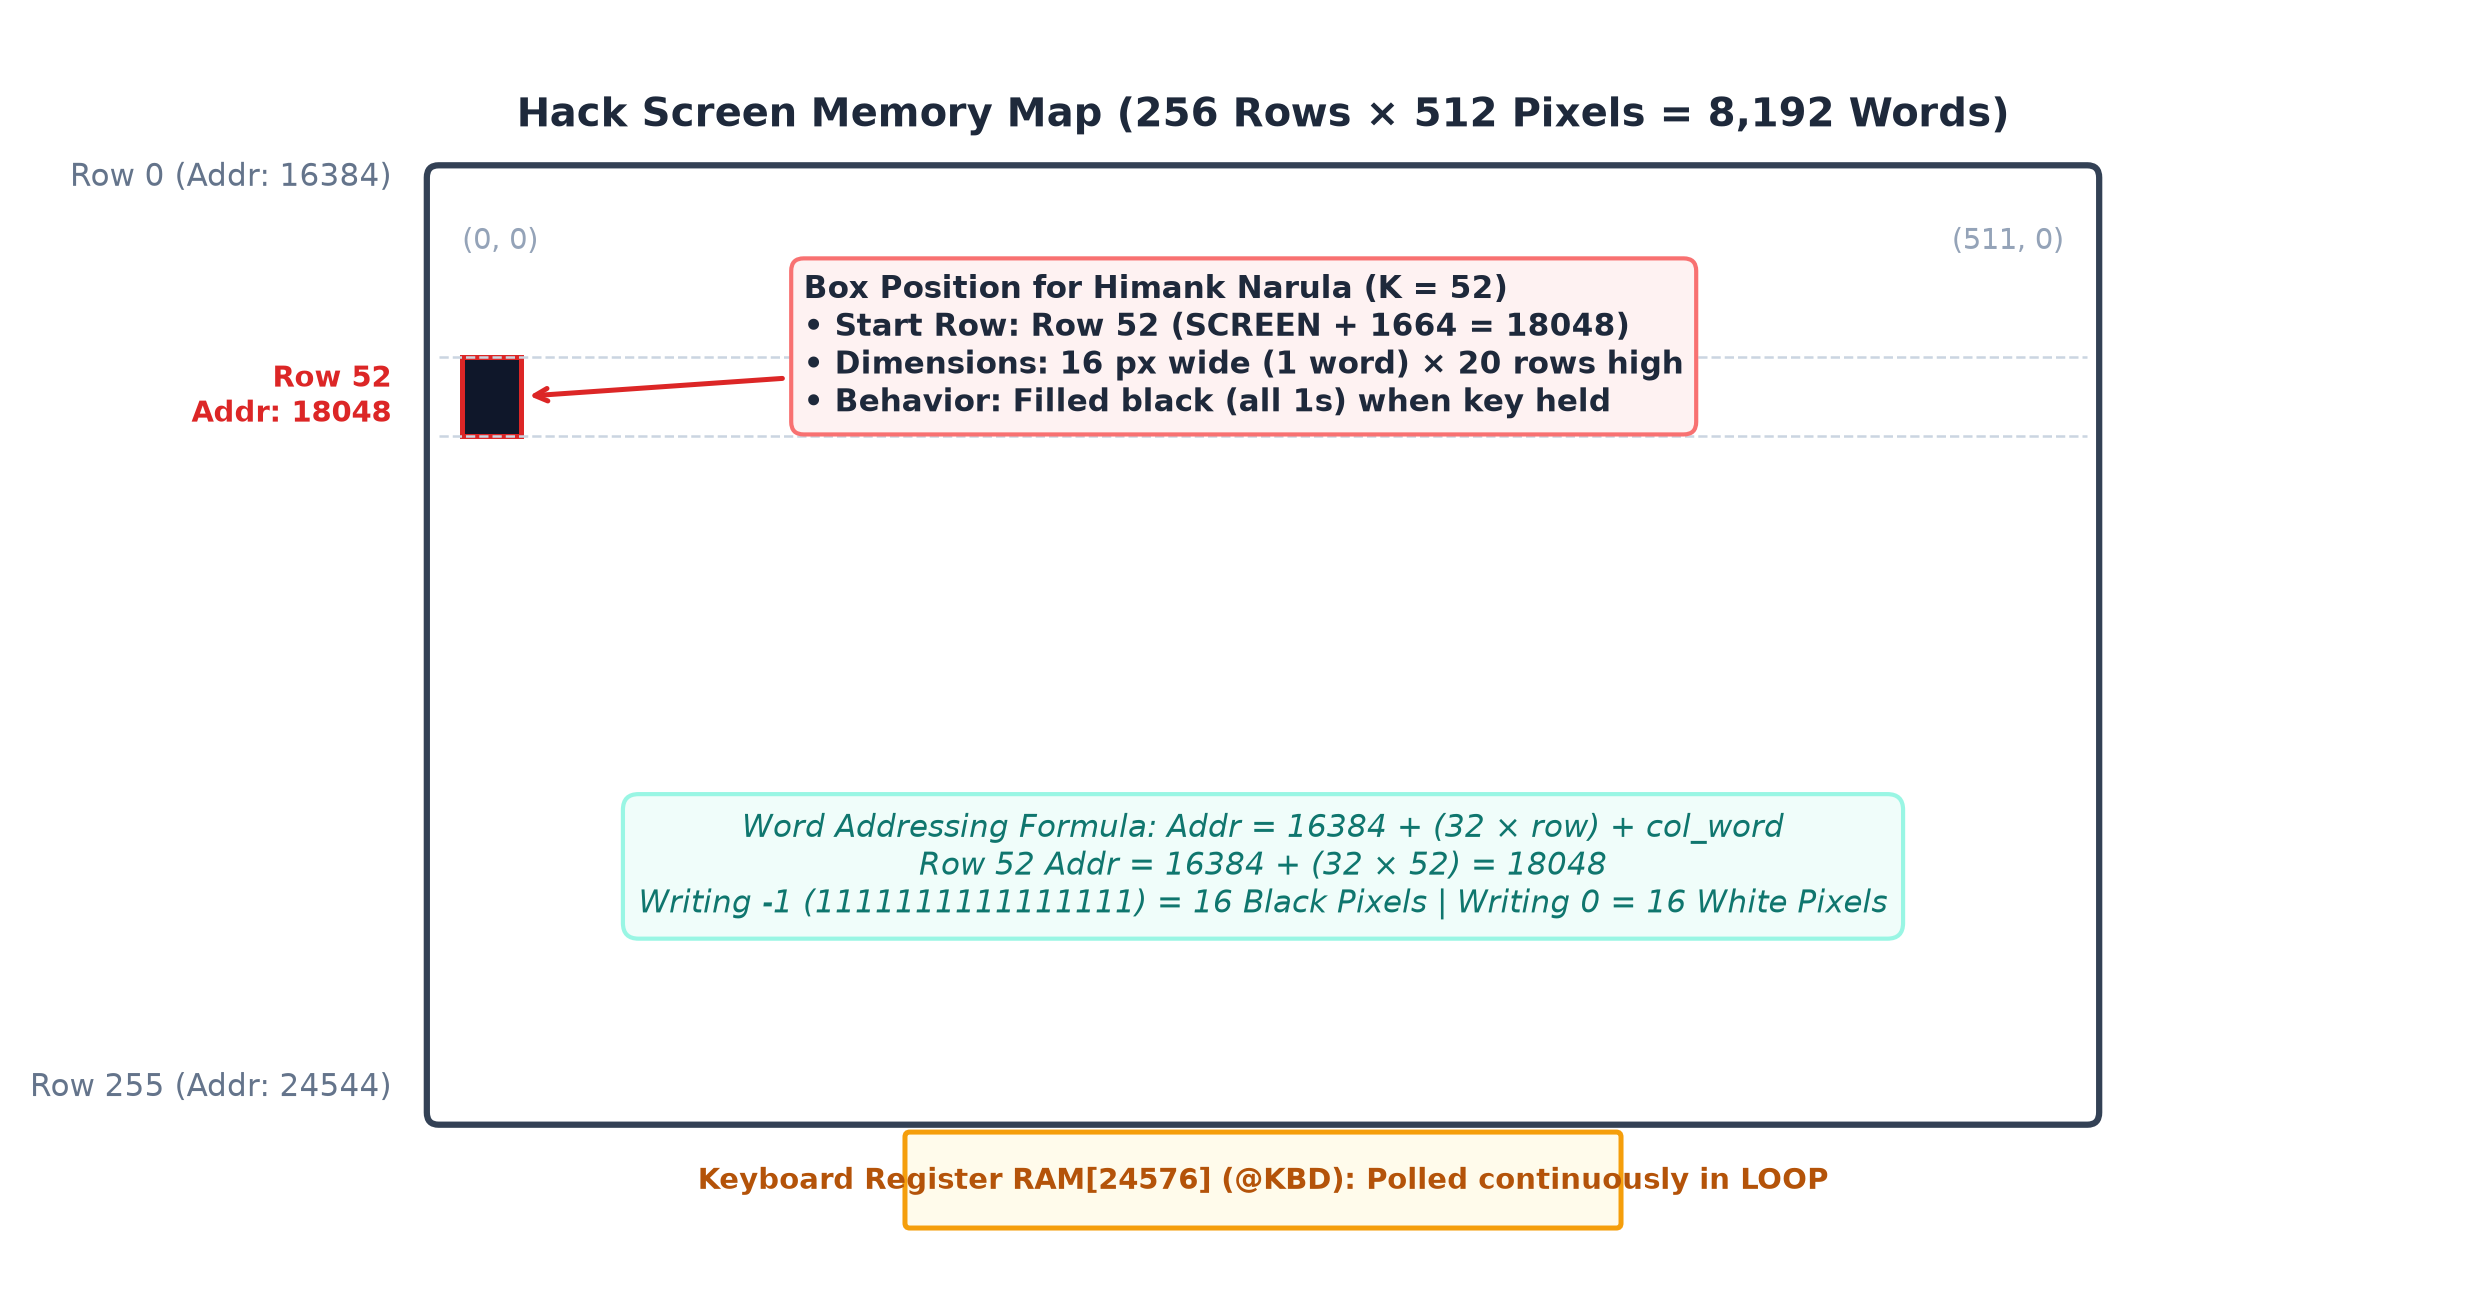 Hack Screen Memory Map (256 Rows × 512 Pixels = 8,192 Words)
Row 0 (Addr: 16384)
(0, 0)
(511, 0)
Box Position for Himank Narula (K = 52)
• Start Row: Row 52 (SCREEN + 1664 = 18048)
• Dimensions: 16 px wide (1 word) × 20 rows high
• Behavior: Filled black (all 1s) when key held
Row 52
Addr: 18048
Word Addressing Formula: Addr = 16384 + (32 × row) + col_word
Row 52 Addr = 16384 + (32 × 52) = 18048
Writing -1 (1111111111111111) = 16 Black Pixels | Writing 0 = 16 White Pixels
Row 255 (Addr: 24544)
Keyboard Register RAM[24576] (@KBD): Polled continuously in LOOP